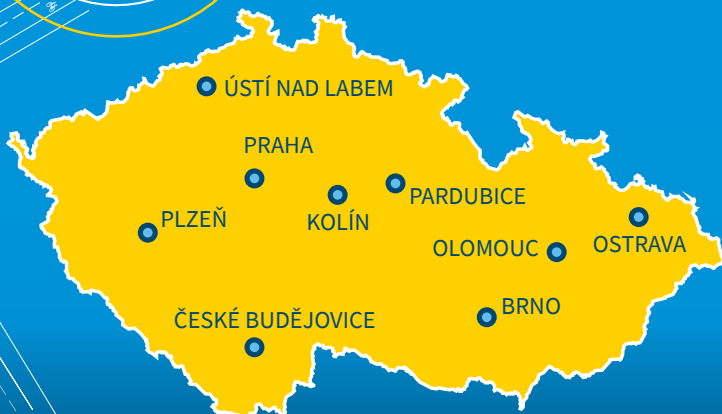 ÚSTÍ NAD LABEM
PRAHA
PARDUBICE
PLZEŇ
KOLÍN
OLOMOUC
OSTRAVA
BRNO
ČESKÉ BUDĚJOVICE